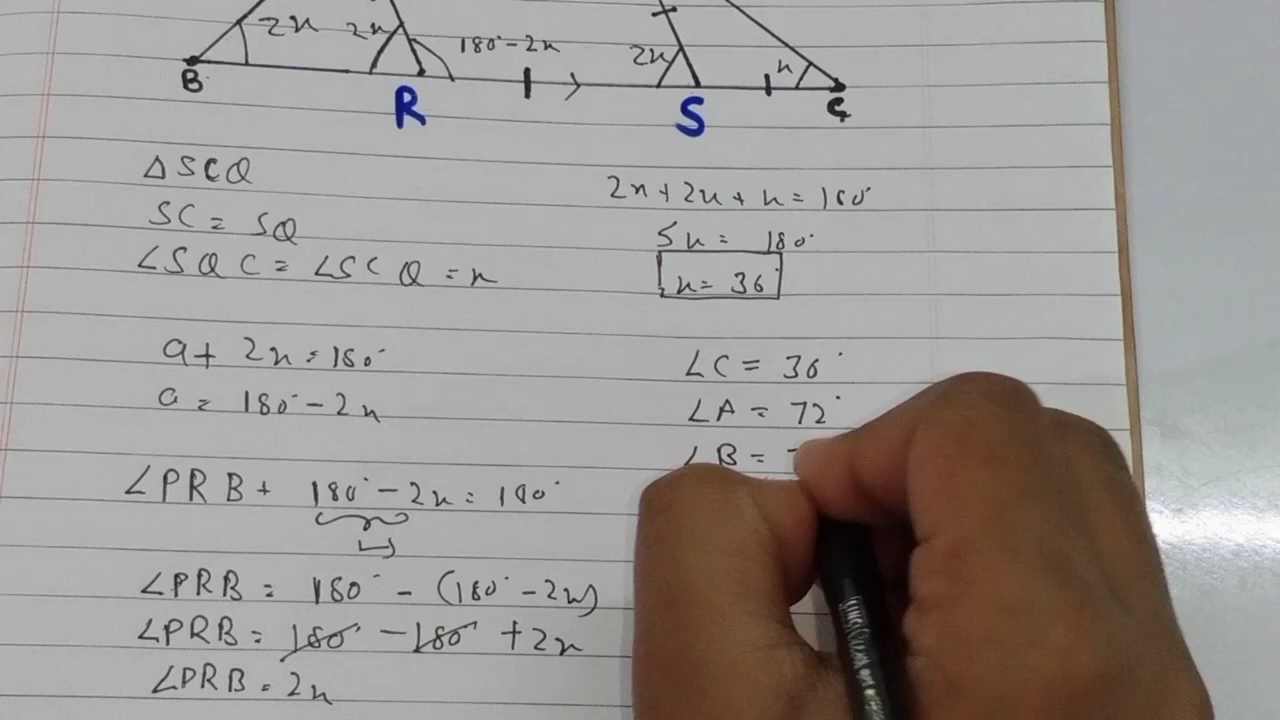 2x 2x 180°-2x 2x x
B R S C
△SCQ
SC = SQ
∠SQC = ∠SCQ = x
a + 2x = 180°
a = 180° - 2x
∠PRB + 180° - 2x = 180°
∠PRB = 180° - (180° - 2x)
∠PRB = 180° - 180° + 2x
∠PRB = 2x
2x + 2x + x = 180°
5x = 180°
x = 36°
∠C = 36°
∠A = 72°
∠B =